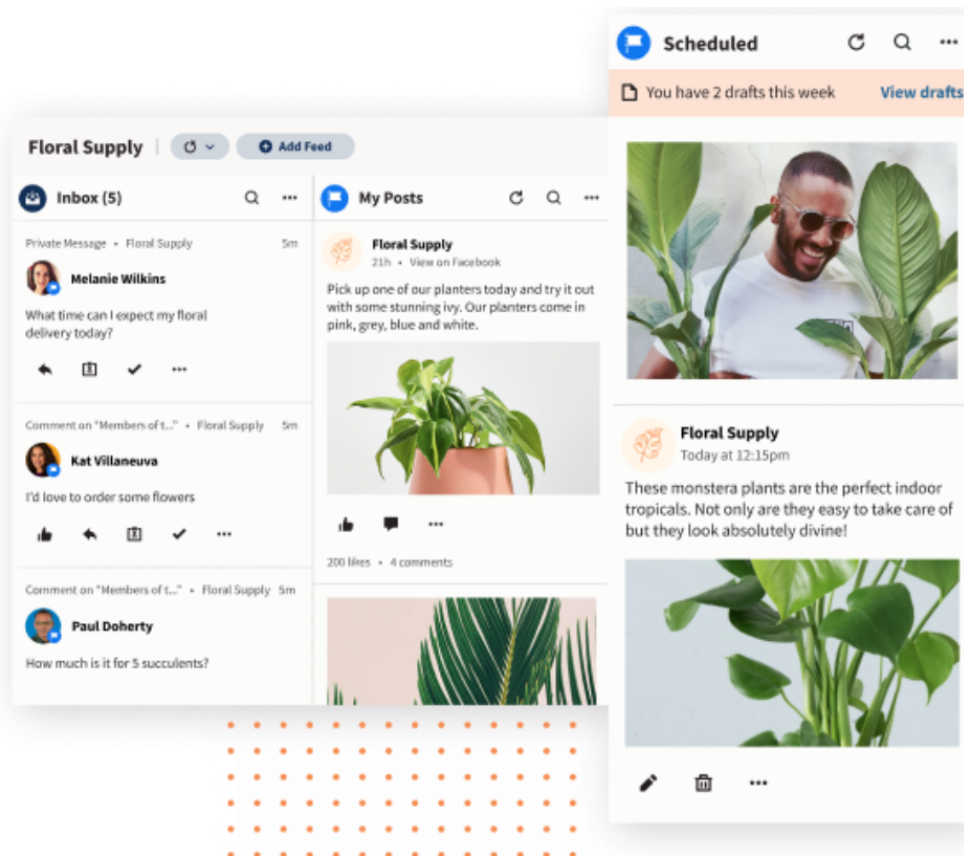 Floral Supply
Add Feed
Inbox (5)
Private Message • Floral Supply 5m
Melanie Wilkins
What time can I expect my floral
delivery today?
Comment on "Members of t..." • Floral Supply 5m
Kat Villaneuva
I'd love to order some flowers
Comment on "Members of t..." • Floral Supply 5m
Paul Doherty
How much is it for 5 succulents?
My Posts
Floral Supply
21h • View on Facebook
Pick up one of our planters today and try it out
with some stunning ivy. Our planters come in
pink, grey, blue and white.
200 likes • 4 comments
Scheduled
You have 2 drafts this week View drafts
Floral Supply
Today at 12:15pm
These monstera plants are the perfect indoor
tropicals. Not only are they easy to take care of
but they look absolutely divine!